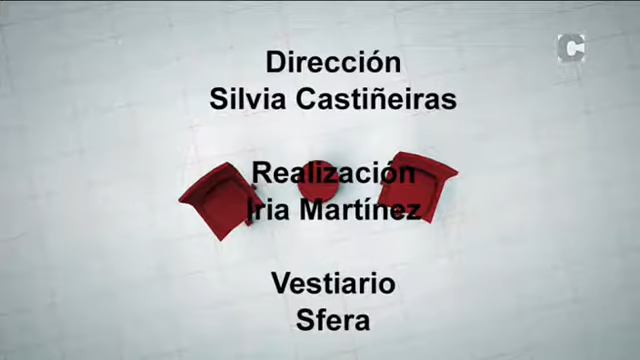 C
Dirección
Silvia Castiñeiras
Realización
Iria Martínez
Vestiario
Sfera